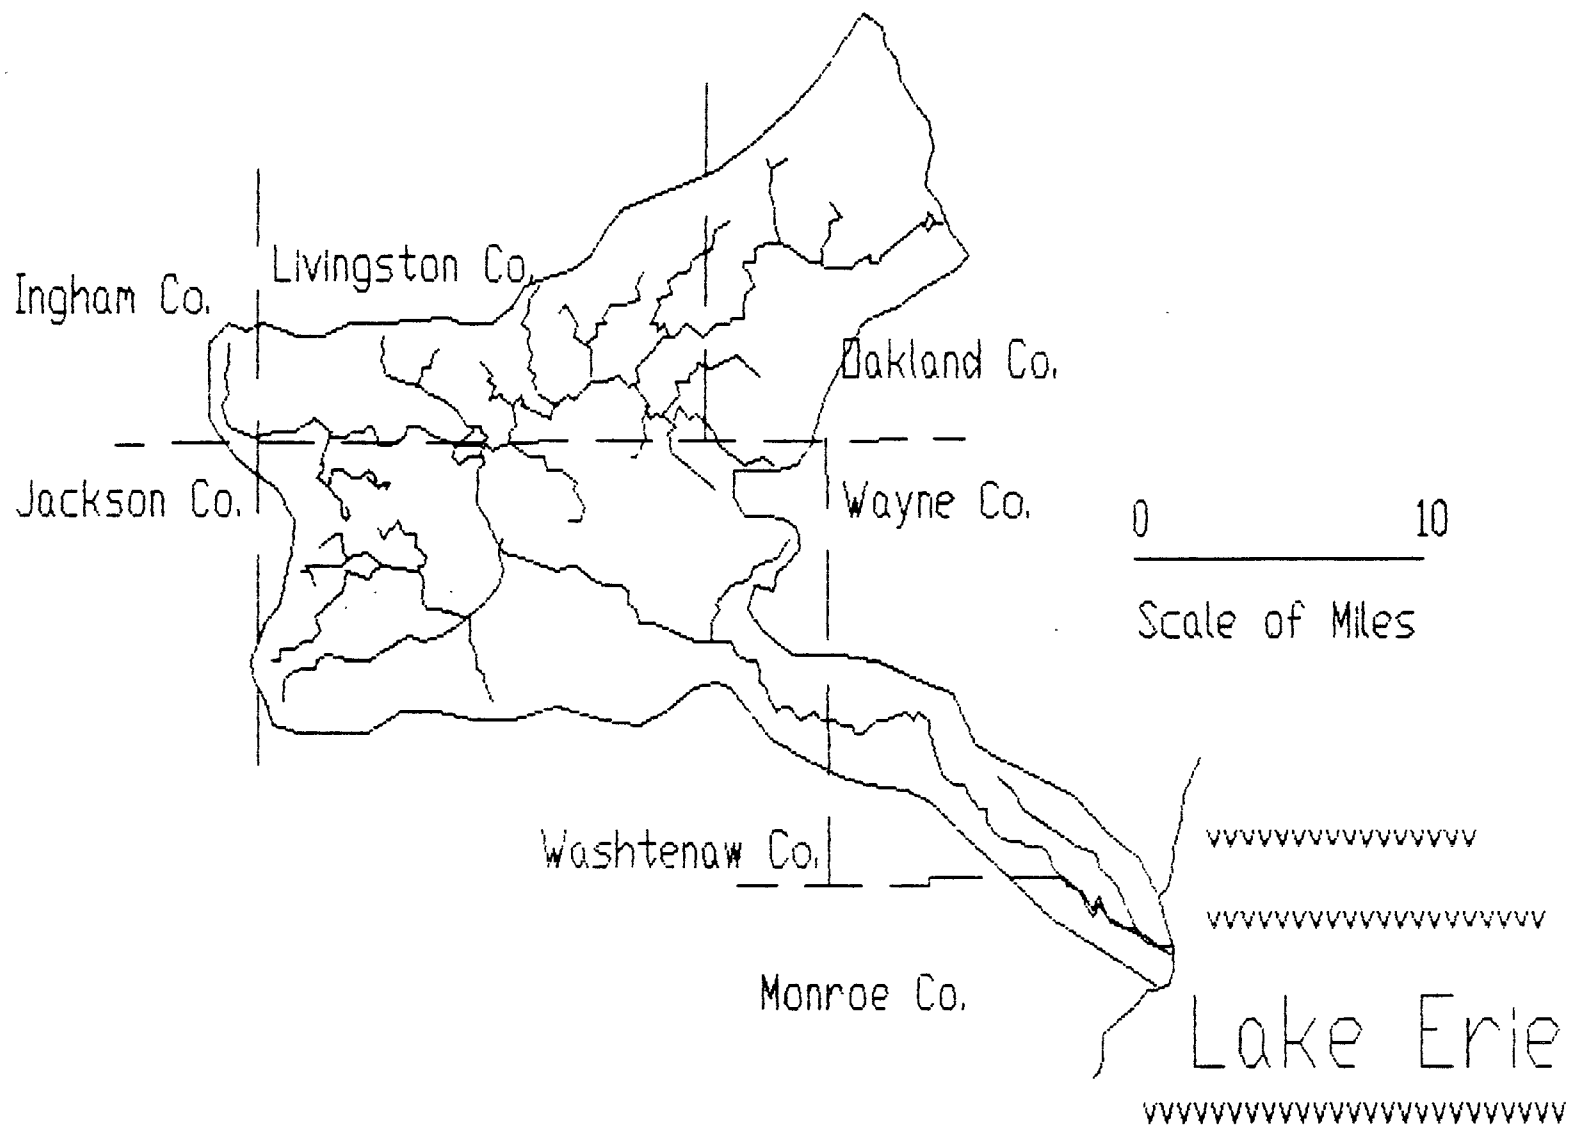 Livingston Co.
Ingham Co.
Oakland Co.
Jackson Co.
Wayne Co.
0 10
Scale of Miles
Washtenaw Co.
Monroe Co.
Lake Erie